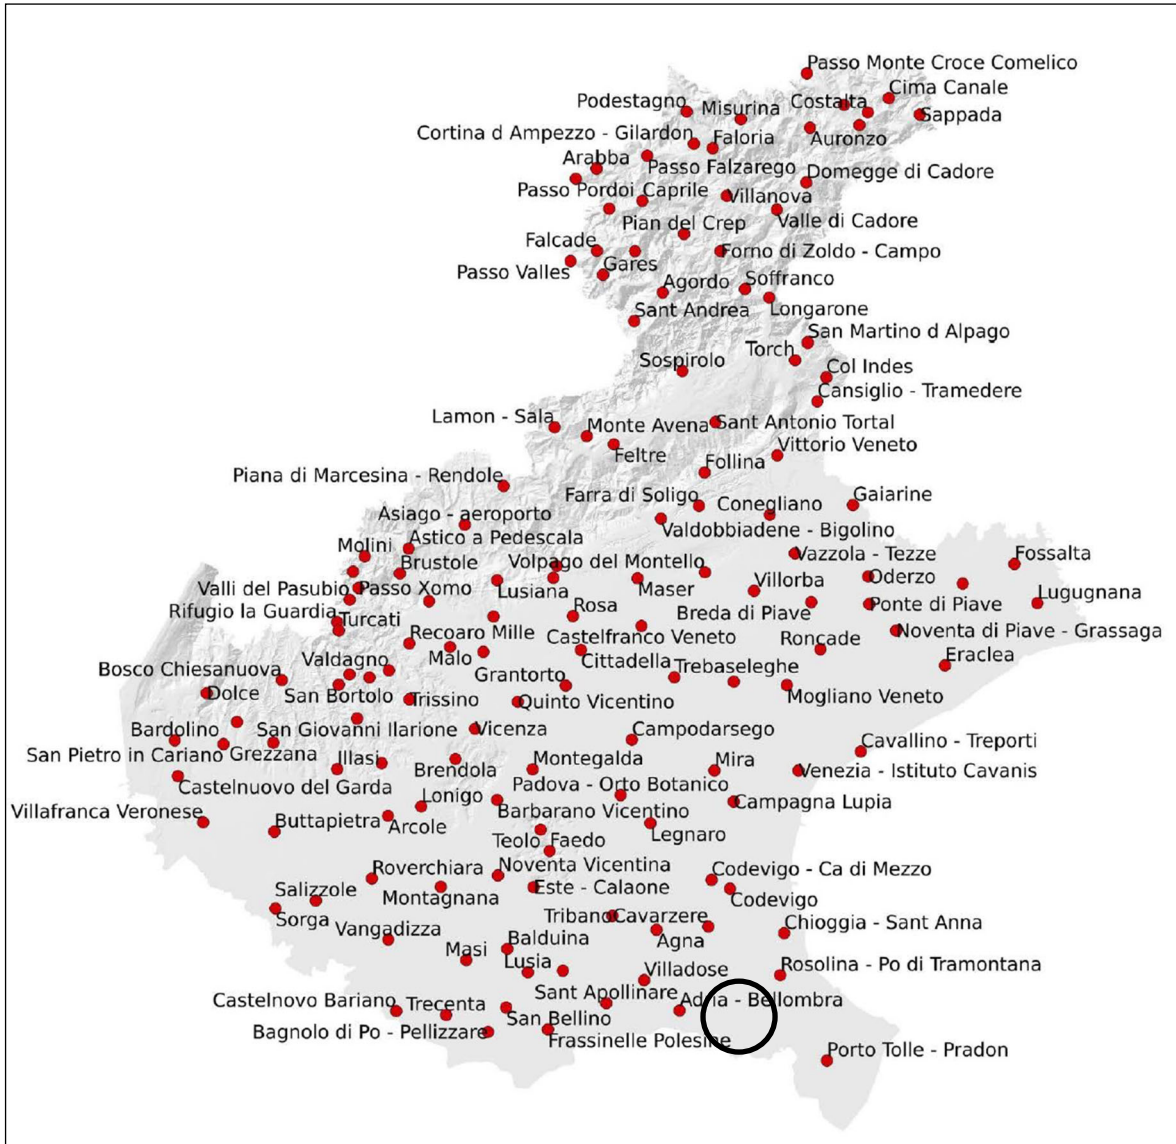 Passo Monte Croce Comelico
Cima Canale
Podestagno
Misurina
Costalta
Sappada
Cortina d Ampezzo - Gilardon
Faloria
Auronzo
Arabba
Passo Falzarego
Domegge di Cadore
Passo Pordoi
Caprile
Villanova
Pian del Crep
Valle di Cadore
Falcade
Forno di Zoldo - Campo
Passo Valles
Gares
Agordo
Soffranco
Sant Andrea
Longarone
San Martino d Alpago
Torch
Sospirolo
Col Indes
Cansiglio - Tramedere
Lamon - Sala
Monte Avena
Sant Antonio Tortal
Feltre
Vittorio Veneto
Follina
Piana di Marcesina - Rendole
Farra di Soligo
Conegliano
Gaiarine
Asiago - aeroporto
Valdobbiadene - Bigolino
Astico a Pedescala
Molini
Brustole
Volpago del Montello
Vazzola - Tezze
Fossalta
Valli del Pasubio
Passo Xomo
Lusiana
Maser
Villorba
Oderzo
Lugugnana
Rifugio la Guardia
Rosa
Breda di Piave
Ponte di Piave
Turcati
Recoaro Mille
Castelfranco Veneto
Roncade
Noventa di Piave - Grassaga
Bosco Chiesanuova
Valdagno
Malo
Cittadella
Trebaseleghe
Eraclea
Dolce
San Bortolo
Trissino
Grantorto
Quinto Vicentino
Mogliano Veneto
Bardolino
San Giovanni Ilarione
Vicenza
Campodarsego
Cavallino - Treporti
San Pietro in Cariano
Grezzana
Illasi
Brendola
Montegalda
Mira
Venezia - Istituto Cavanis
Castelnuovo del Garda
Padova - Orto Botanico
Lonigo
Barbarano Vicentino
Campagna Lupia
Villafranca Veronese
Buttapietra
Arcole
Teolo
Faedo
Legnaro
Roverchiara
Noventa Vicentina
Codevigo - Ca di Mezzo
Salizzole
Montagnana
Este - Calaone
Codevigo
Sorga
Tribano
Cavarzere
Chioggia - Sant Anna
Vangadizza
Balduina
Agna
Masi
Lusia
Villadose
Rosolina - Po di Tramontana
Castelnovo Bariano
Trecenta
Sant Apollinare
Adria - Bellombra
San Bellino
Bagnolo di Po - Pellizzare
Frassinelle Polesine
Porto Tolle - Pradon